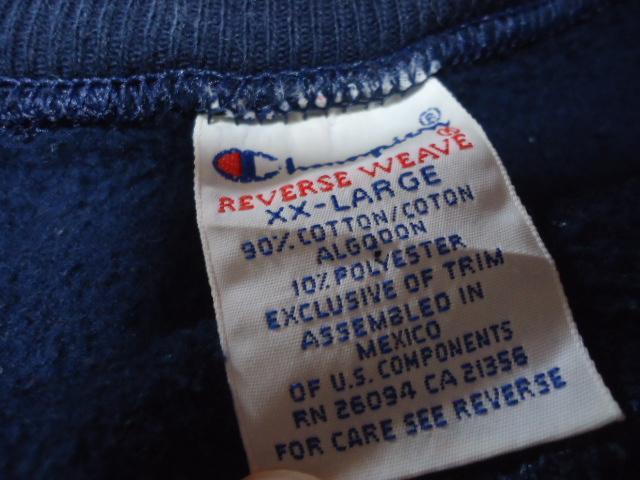 Champion®
REVERSE WEAVE®
XX-LARGE
90% COTTON/COTON
ALGODON
10% POLYESTER
EXCLUSIVE OF TRIM
ASSEMBLED IN
MEXICO
OF U.S. COMPONENTS
RN 26094 CA 21356
FOR CARE SEE REVERSE